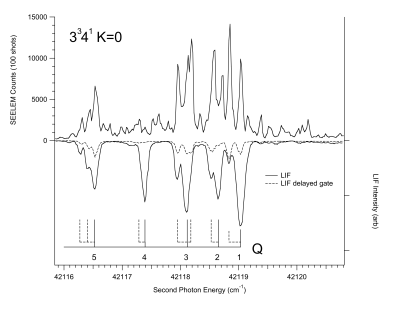 15000
3³4¹ K=0
10000
SEELEM Counts (100 shots)
5000
0
LIF
LIF delayed gate
LIF Intensity (arb)
5 4 3 2 1 Q
42116 42117 42118 42119 42120
Second Photon Energy (cm⁻¹)